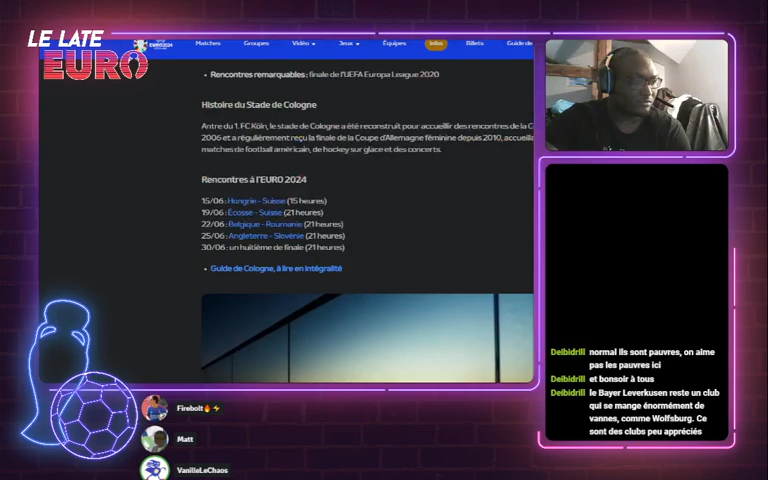 LE LATE
EURO
EURO2024
Matches
Groupes
Vidéo
Jeux
Équipes
Infos
Billets
Guide de
• Rencontres remarquables : finale de l'UEFA Europa League 2020
Histoire du Stade de Cologne
Antre du 1. FC Köln, le stade de Cologne a été reconstruit pour accueillir des rencontres de la C
2006 et a régulièrement reçu la finale de la Coupe d'Allemagne féminine depuis 2010, accueilla
matches de football américain, de hockey sur glace et des concerts.
Rencontres à l'EURO 2024
15/06 : Hongrie - Suisse (15 heures)
19/06 : Écosse - Suisse (21 heures)
22/06 : Belgique - Roumanie (21 heures)
25/06 : Angleterre - Slovénie (21 heures)
30/06 : un huitième de finale (21 heures)
• Guide de Cologne, à lire en intégralité
Deibidrill normal ils sont pauvres, on aime
pas les pauvres ici
Deibidrill et bonsoir à tous
Deibidrill le Bayer Leverkusen reste un club
qui se mange énormément de
vannes, comme Wolfsburg. Ce
sont des clubs peu appréciés
Firebolt
Matt
VanilleLeChaos